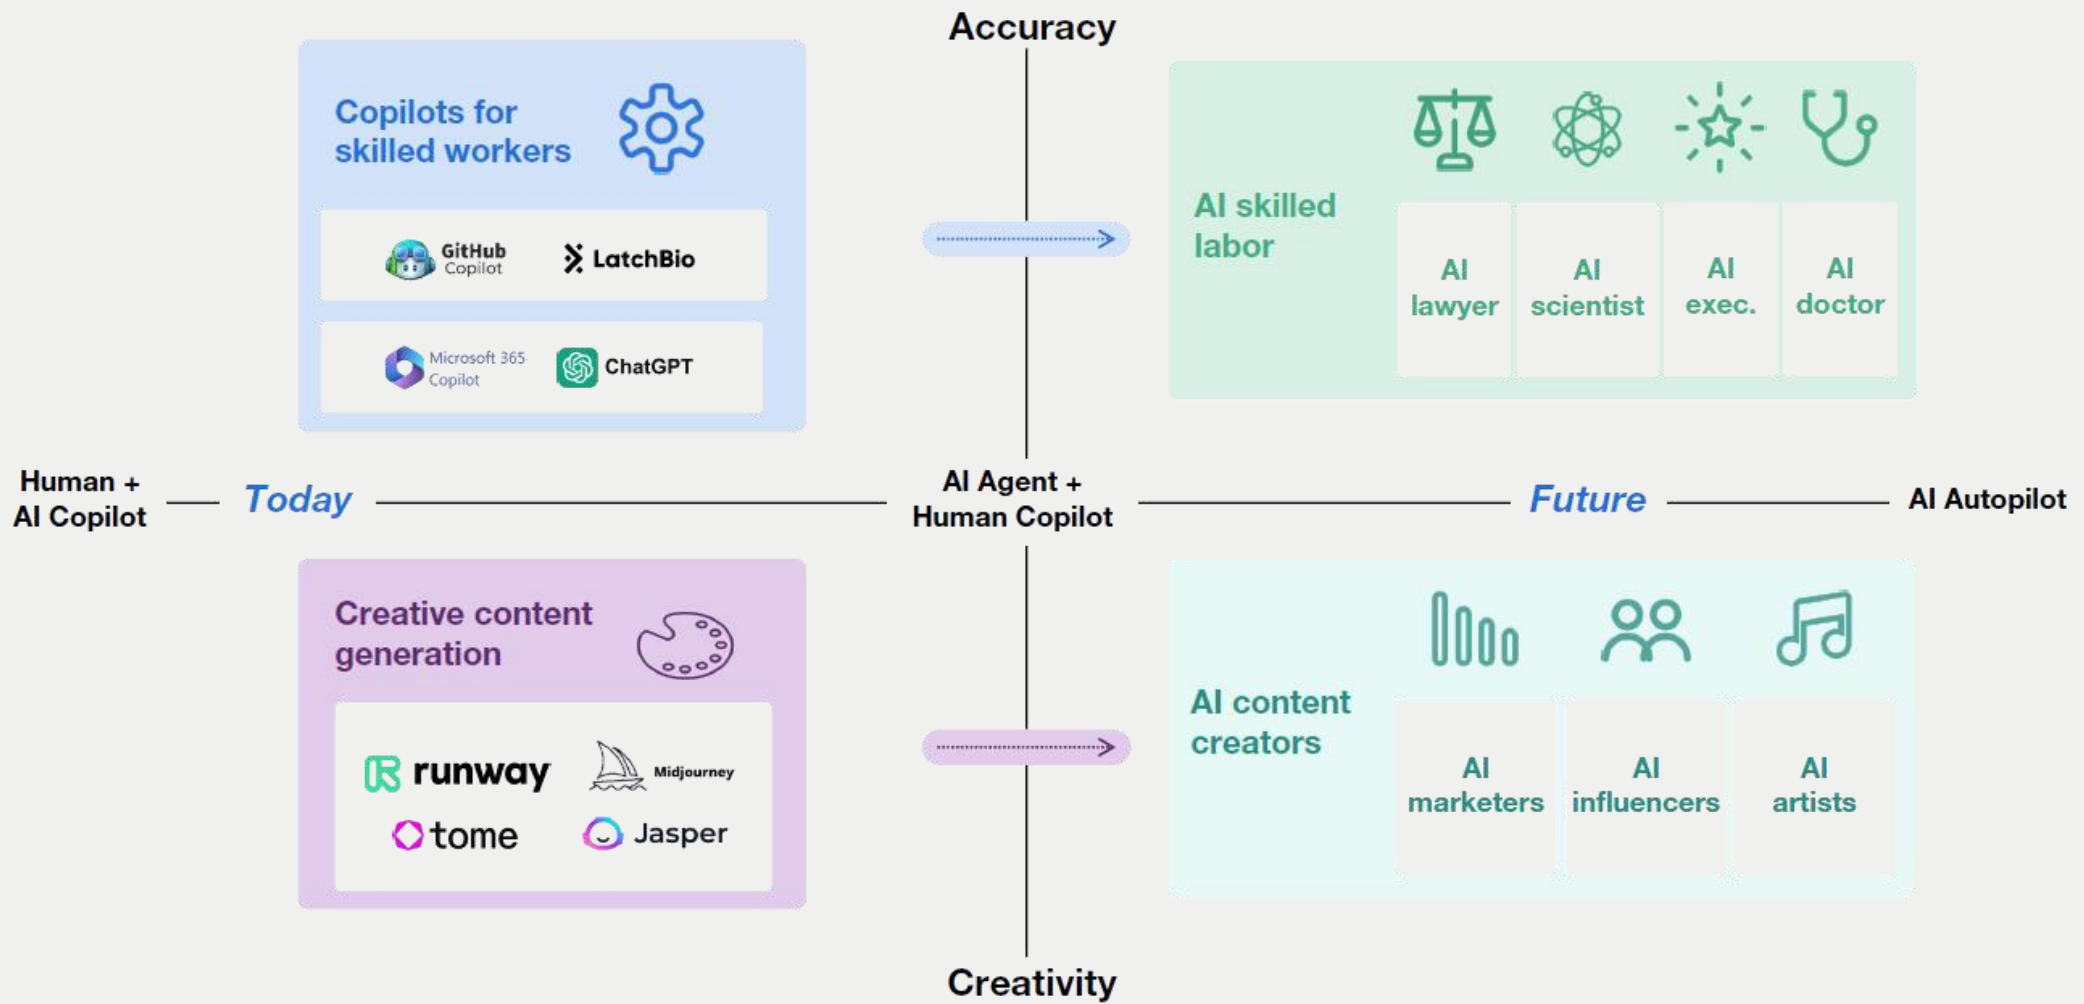 Accuracy
Copilots for
skilled workers
GitHub
Copilot
LatchBio
Microsoft 365
Copilot
ChatGPT
AI skilled
labor
AI
lawyer
AI
scientist
AI
exec.
AI
doctor
Human +
AI Copilot
Today
AI Agent +
Human Copilot
Future
AI Autopilot
Creative content
generation
runway
Midjourney
tome
Jasper
AI content
creators
AI
marketers
AI
influencers
AI
artists
Creativity